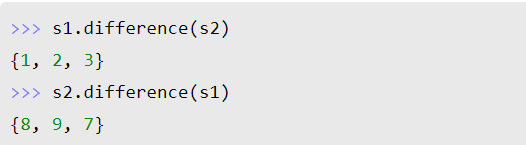 >>> s1.difference(s2)
{1, 2, 3}
>>> s2.difference(s1)
{8, 9, 7}